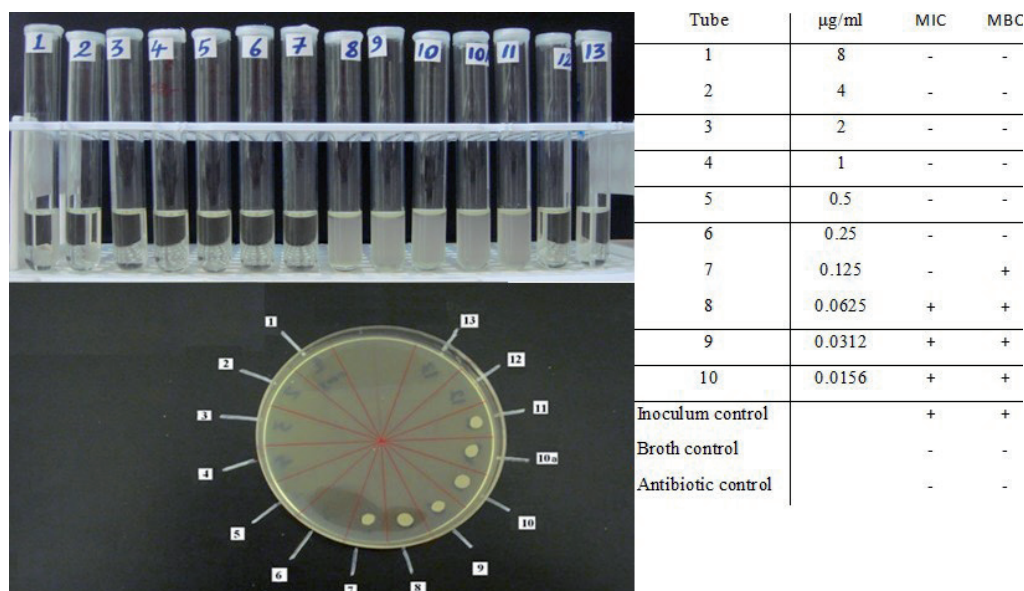 1 2 3 4 5 6 7 8 9 10 11 12 13
1
13
2
12
3
11
4
10a
5
10
6
9
7
8
Tube µg/ml MIC MBC
1 8 - -
2 4 - -
3 2 - -
4 1 - -
5 0.5 - -
6 0.25 - -
7 0.125 - +
8 0.0625 + +
9 0.0312 + +
10 0.0156 + +
Inoculum control + +
Broth control - -
Antibiotic control - -